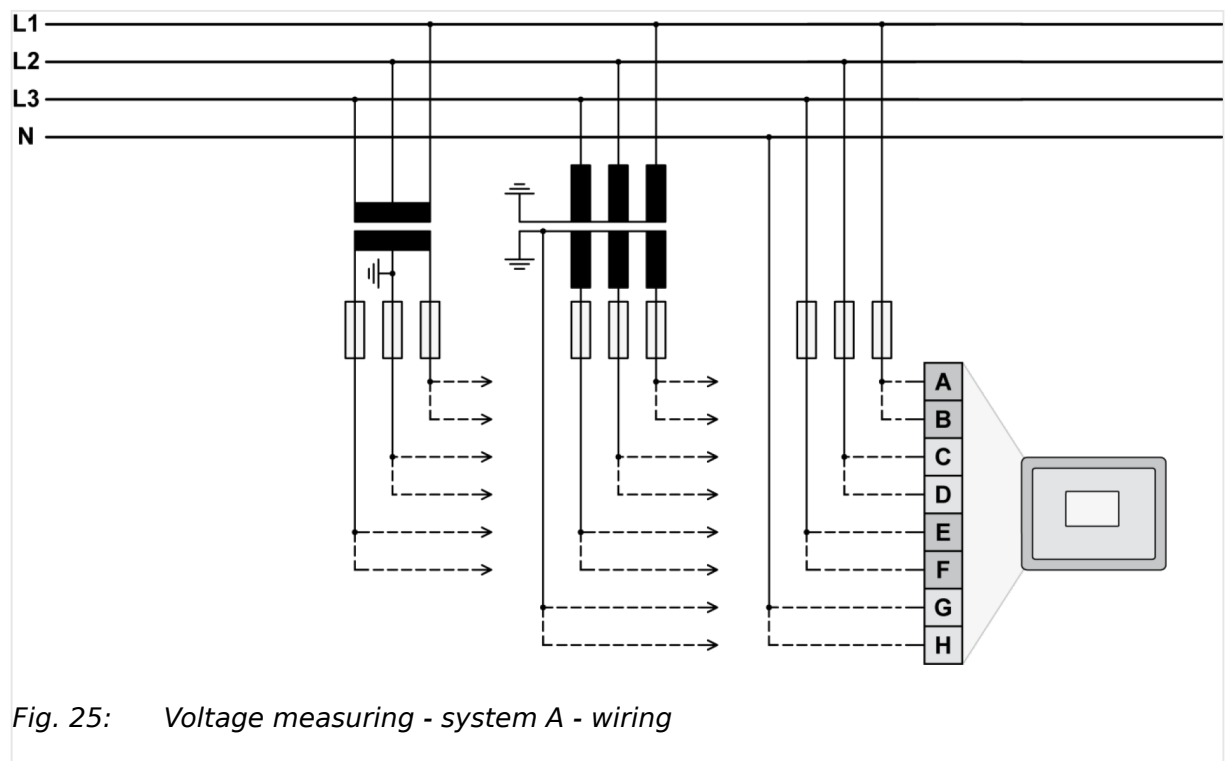 L1
L2
L3
N
A
B
C
D
E
F
G
H
Fig. 25: Voltage measuring - system A - wiring